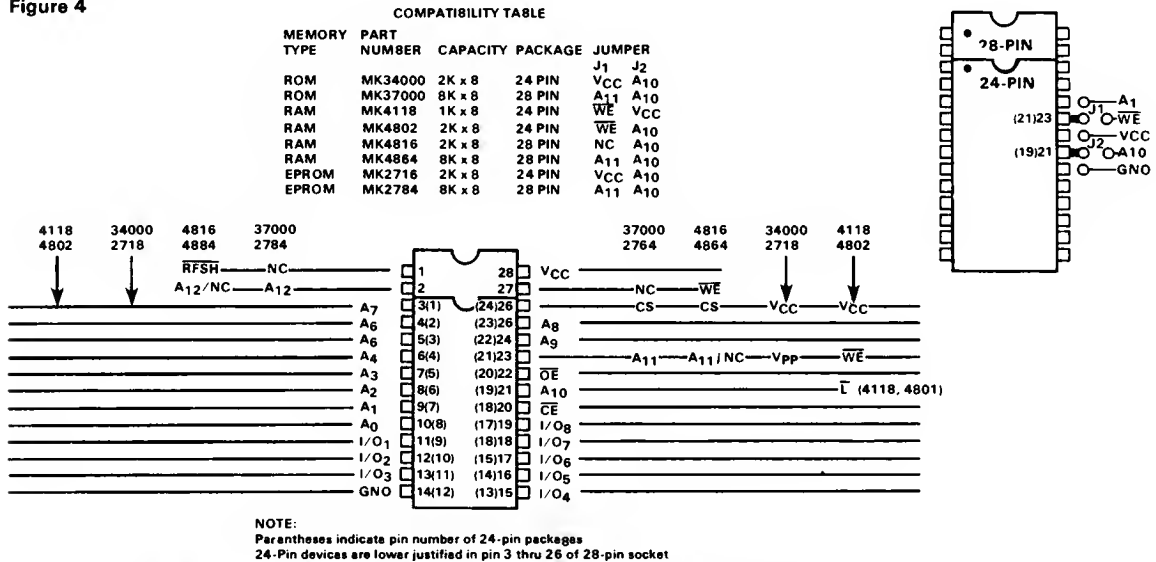 Figure 4
COMPATI8ILITY TA8LE
MEMORY PART
TYPE NUM8ER CAPACITY PACKAGE JUMPER
J1 J2
ROM MK34000 2K x 8 24 PIN VCC A10
ROM MK37000 8K x 8 28 PIN A11 A10
RAM MK4118 1K x 8 24 PIN WE VCC
RAM MK4802 2K x 8 24 PIN WE A10
RAM MK4816 2K x 8 28 PIN NC A10
RAM MK4864 8K x 8 28 PIN A11 A10
EPROM MK2716 2K x 8 24 PIN VCC A10
EPROM MK2784 8K x 8 28 PIN A11 A10
28-PIN
24-PIN
A1
(21)23 J1 WE
VCC
(19)21 J2 A10
GNO
4118 34000 4816 37000
4802 2718 4884 2784
37000 4816 34000 4118
2764 4864 2718 4802
RFSH NC 1 28 VCC
A12/NC A12 2 27 NC WE
A7 3(1) (24)26 CS CS VCC VCC
A6 4(2) (23)26 A8
A6 5(3) (22)24 A9
A4 6(4) (21)23 A11 A11/NC VPP WE
A3 7(5) (20)22 OE
A2 8(6) (19)21 A10 L (4118, 4801)
A1 9(7) (18)20 CE
A0 10(8) (17)19 I/O8
I/O1 11(9) (18)18 I/O7
I/O2 12(10) (15)17 I/O6
I/O3 13(11) (14)16 I/O5
GNO 14(12) (13)15 I/O4
NOTE:
Parantheses indicate pin number of 24-pin packages
24-Pin devices are lower justified in pin 3 thru 26 of 28-pin socket